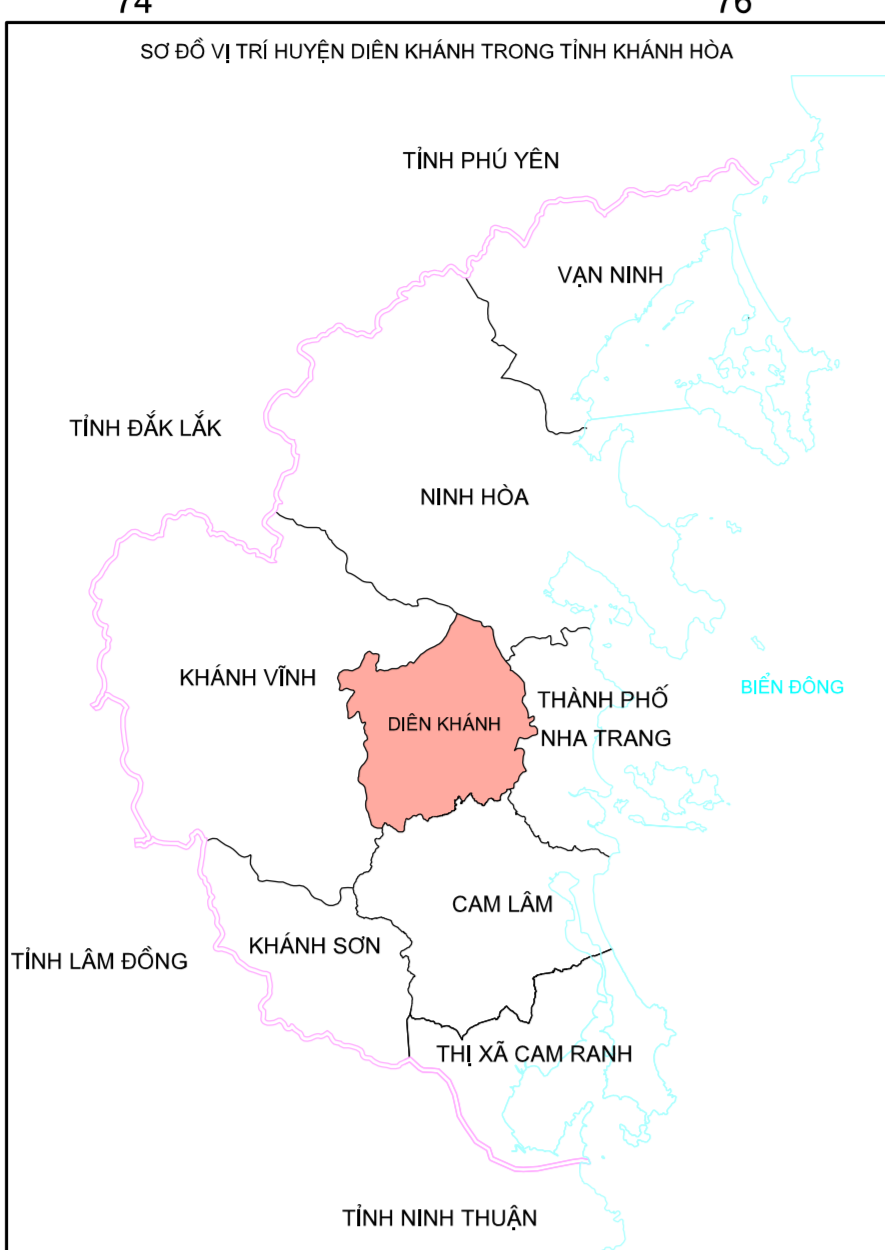 74 76
SƠ ĐỒ VỊ TRÍ HUYỆN DIÊN KHÁNH TRONG TỈNH KHÁNH HÒA
TỈNH PHÚ YÊN
VẠN NINH
TỈNH ĐẮK LẮK
NINH HÒA
KHÁNH VĨNH
DIÊN KHÁNH
THÀNH PHỐ
NHA TRANG
BIỂN ĐÔNG
CAM LÂM
KHÁNH SƠN
TỈNH LÂM ĐỒNG
THỊ XÃ CAM RANH
TỈNH NINH THUẬN